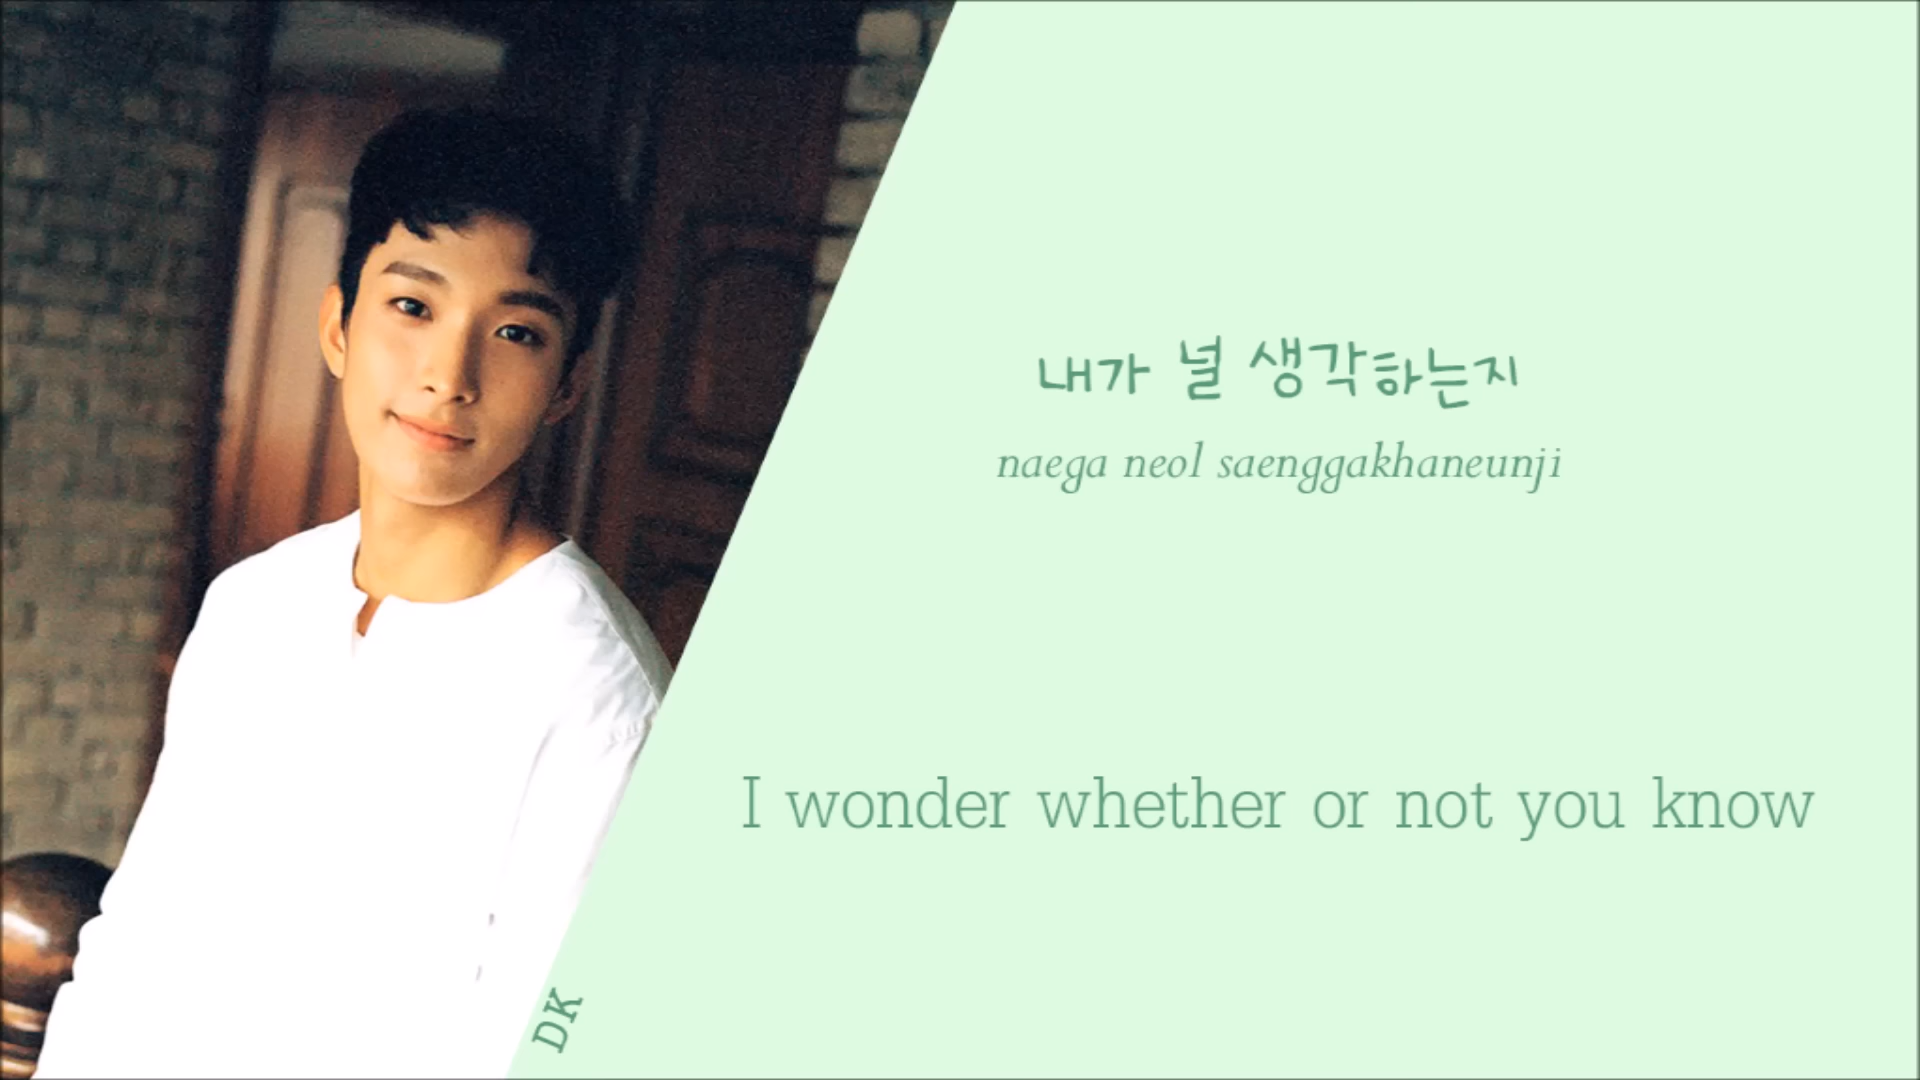 내가 널 생각하는지
naega neol saenggakhaneunji
I wonder whether or not you know
DK